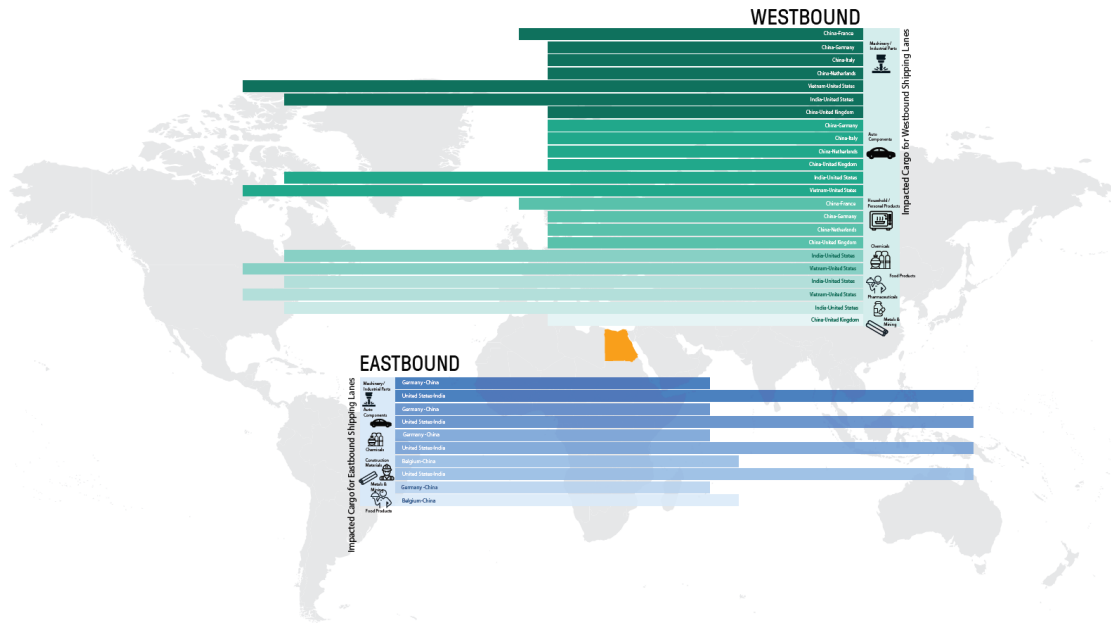 WESTBOUND
Impacted Cargo for Westbound Shipping Lanes
China-France
China-Germany
China-Italy
China-Netherlands
Vietnam-United States
India-United States
China-United Kingdom
Machinery /
Industrial Parts
China-Germany
China-Italy
China-Netherlands
China-United Kingdom
India-United States
Vietnam-United States
Auto
Components
China-France
China-Germany
China-Netherlands
China-United Kingdom
Household /
Personal Products
India-United States
Vietnam-United States
Chemicals
India-United States
Vietnam-United States
Food Products
India-United States
Pharmaceuticals
China-United Kingdom
Metals &
Mining
EASTBOUND
Impacted Cargo for Eastbound Shipping Lanes
Machinery/
Industrial Parts
Germany-China
United States-India
Auto
Components
Germany-China
United States-India
Chemicals
Germany-China
United States-India
Construction
Materials
Belgium-China
United States-India
Metals &
Mining
Germany-China
Food Products
Belgium-China